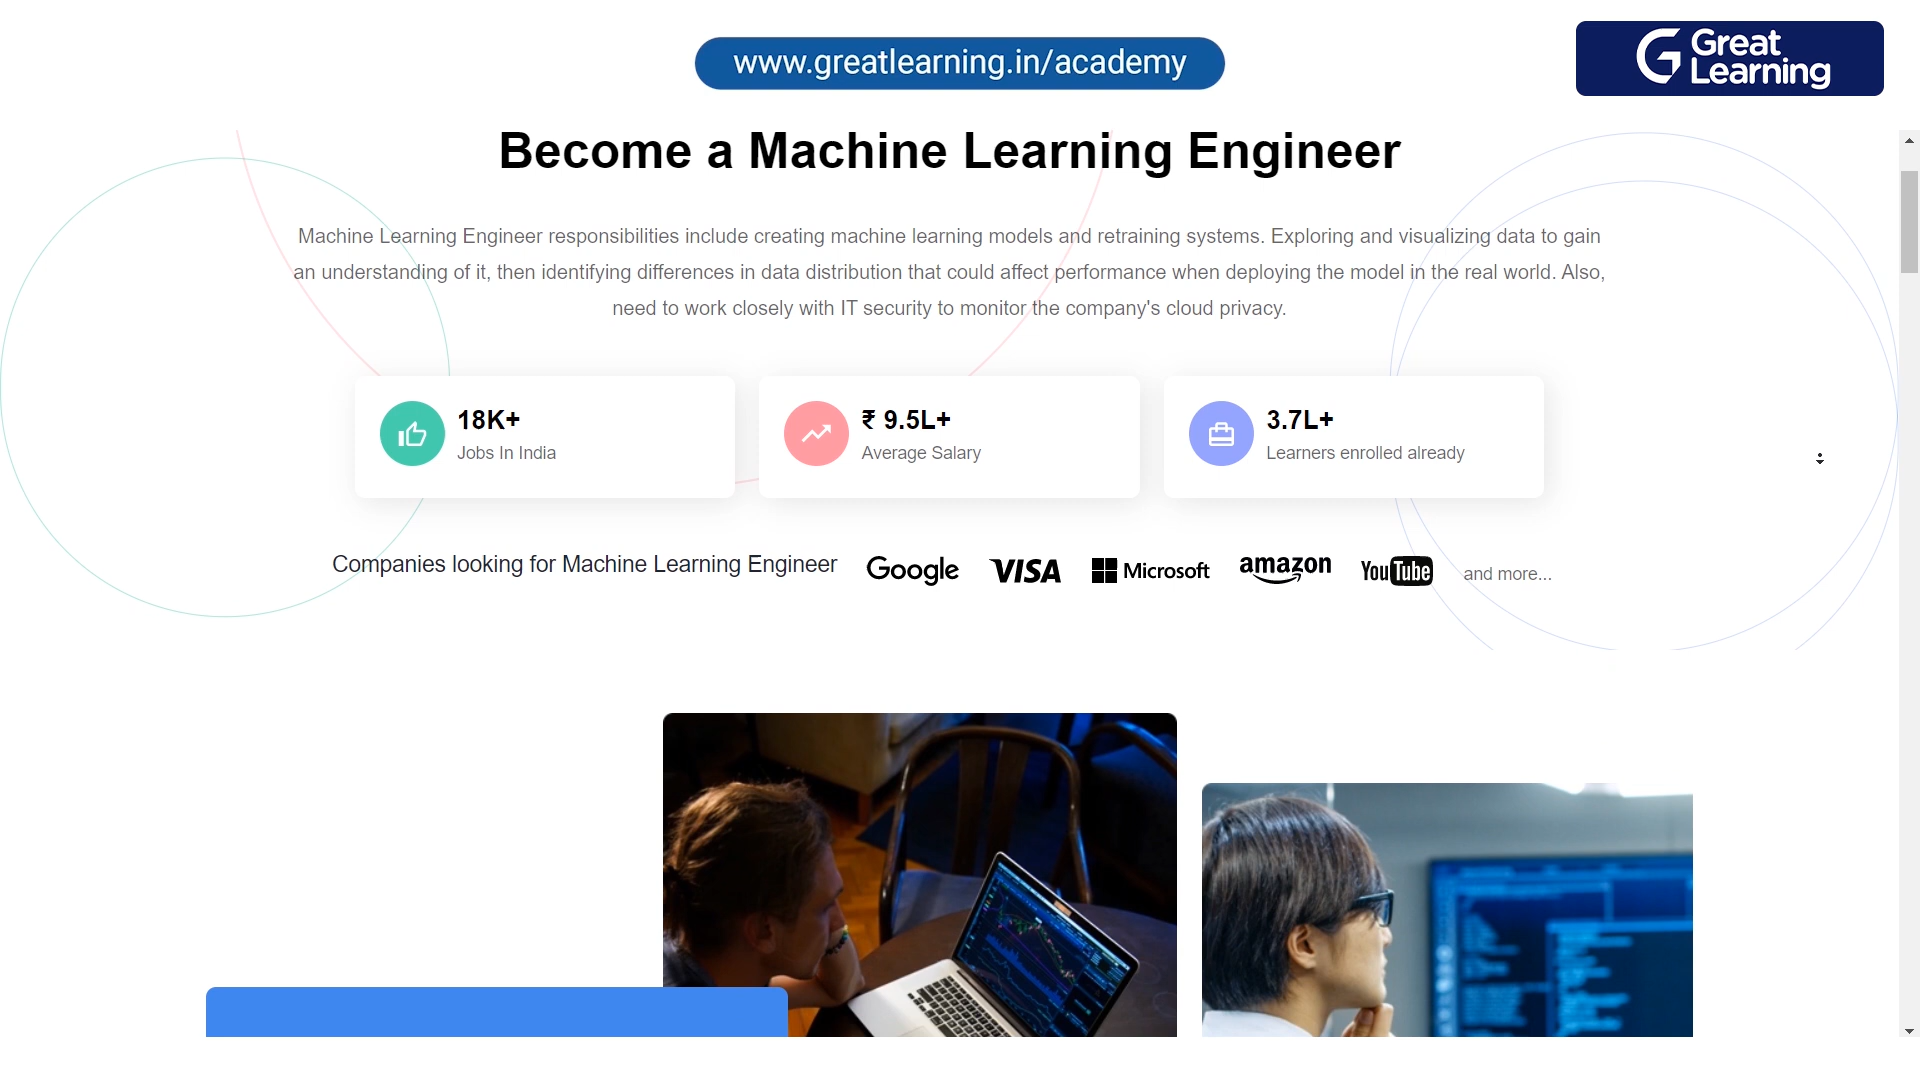 www.greatlearning.in/academy
Great
Learning
Become a Machine Learning Engineer
Machine Learning Engineer responsibilities include creating machine learning models and retraining systems. Exploring and visualizing data to gain
an understanding of it, then identifying differences in data distribution that could affect performance when deploying the model in the real world. Also,
need to work closely with IT security to monitor the company's cloud privacy.
18K+
Jobs In India
₹ 9.5L+
Average Salary
3.7L+
Learners enrolled already
Companies looking for Machine Learning Engineer Google VISA Microsoft amazon YouTube and more...